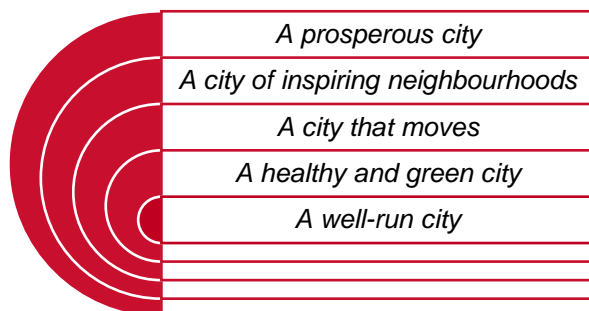 A prosperous city
A city of inspiring neighbourhoods
A city that moves
A healthy and green city
A well-run city